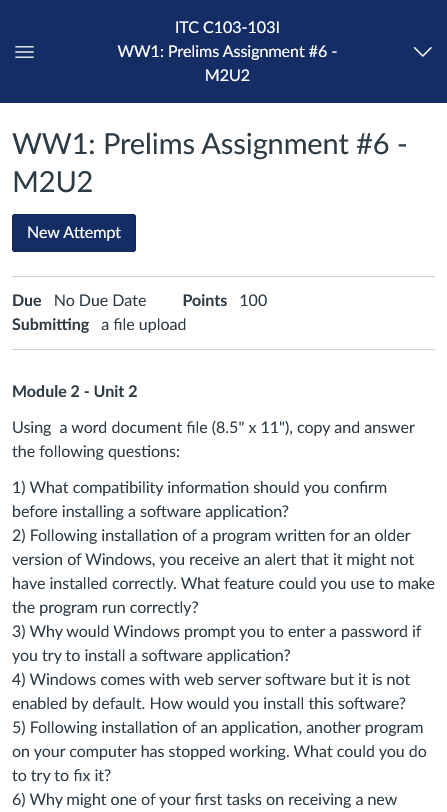 ITC C103-103I
WW1: Prelims Assignment #6 -
M2U2
WW1: Prelims Assignment #6 -
M2U2
New Attempt
Due No Due Date Points 100
Submitting a file upload
Module 2 - Unit 2
Using a word document file (8.5" x 11"), copy and answer
the following questions:
1) What compatibility information should you confirm
before installing a software application?
2) Following installation of a program written for an older
version of Windows, you receive an alert that it might not
have installed correctly. What feature could you use to make
the program run correctly?
3) Why would Windows prompt you to enter a password if
you try to install a software application?
4) Windows comes with web server software but it is not
enabled by default. How would you install this software?
5) Following installation of an application, another program
on your computer has stopped working. What could you do
to try to fix it?
6) Why might one of your first tasks on receiving a new